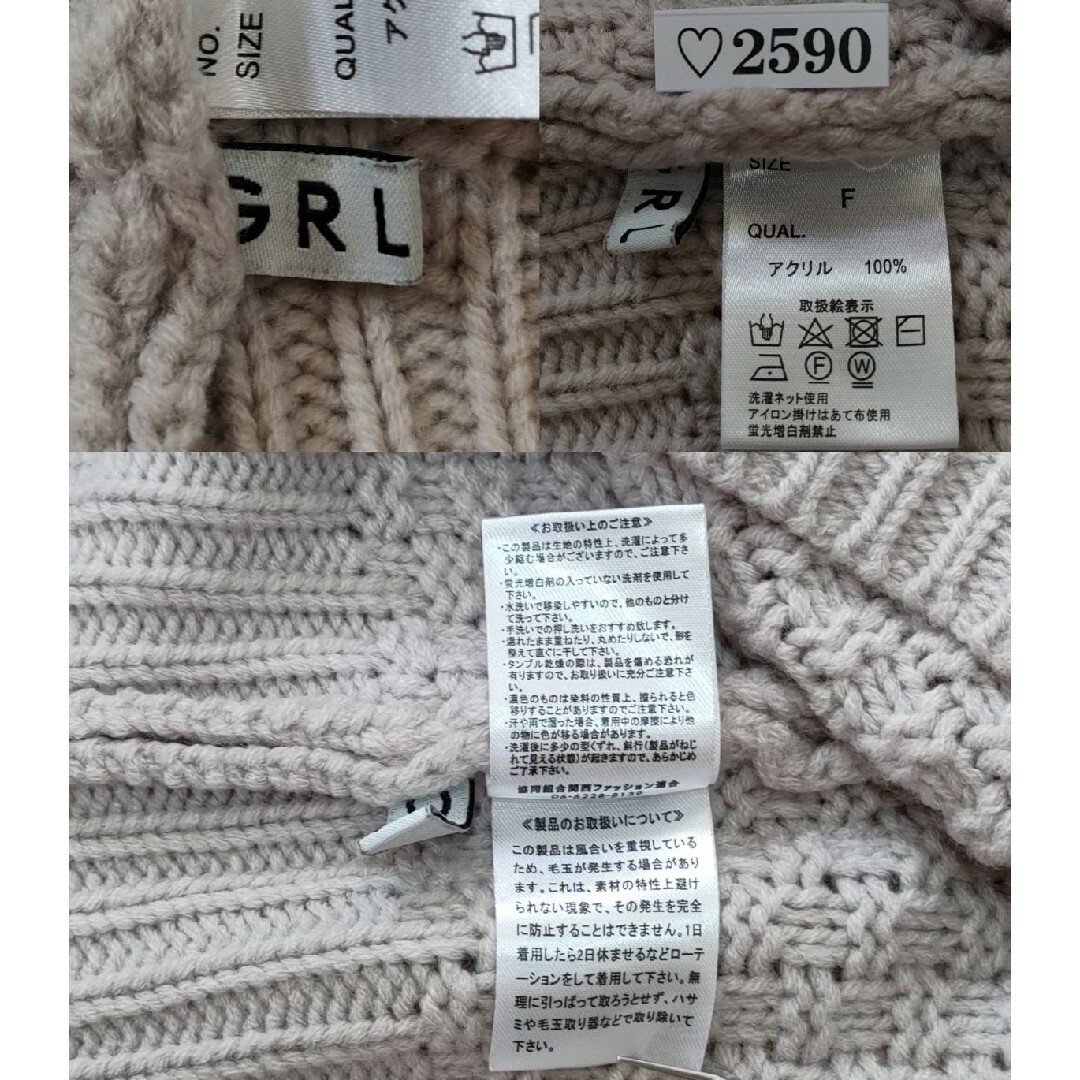 NO.
SIZE
QUAL
アク
GRL
♡2590
SIZE
F
QUAL.
アクリル 100%
取扱絵表示
F W
洗濯ネット使用
アイロン掛けはあて布使用
蛍光増白剤禁止
RL
≪お取扱い上のご注意≫
・この製品は生地の特性上、洗濯によって多
少縮む場合がございますので、ご注意下さ
い。
・蛍光増白剤の入っていない洗剤を使用して
下さい。
・水洗いで移染しやすいので、他のものと分け
て洗って下さい。
・手洗いでの押し洗いをおすすめ致します。
・濡れたまま重ねたり、丸めたりしないで、形を
整えて直ぐに干して下さい。
・タンブル乾燥の際は、製品を傷める恐れが
有りますので、お取り扱いに充分ご注意下さ
い。
・濃色のものは染料の性質上、擦られると色
移りすることがありますのでご注意下さい。
・汗や雨で湿った場合、着用中の摩擦により他
の物に色が移る場合があります。
・洗濯後に多少の型くずれ、斜行(製品がねじ
れて見える状態)が起きますので、あらかじめ
ご了承下さい。
協同組合関西ファッション連合
≪製品のお取扱いについて≫
この製品は風合いを重視している
ため、毛玉が発生する場合があり
ます。これは、素材の特性上避け
られない現象で、その発生を完全
に防止することはできません。1日
着用したら2日休ませるなどローテ
ーションをして着用して下さい。無
理に引っぱって取ろうとせず、ハサ
ミや毛玉取り器などで取り除いて
下さい。